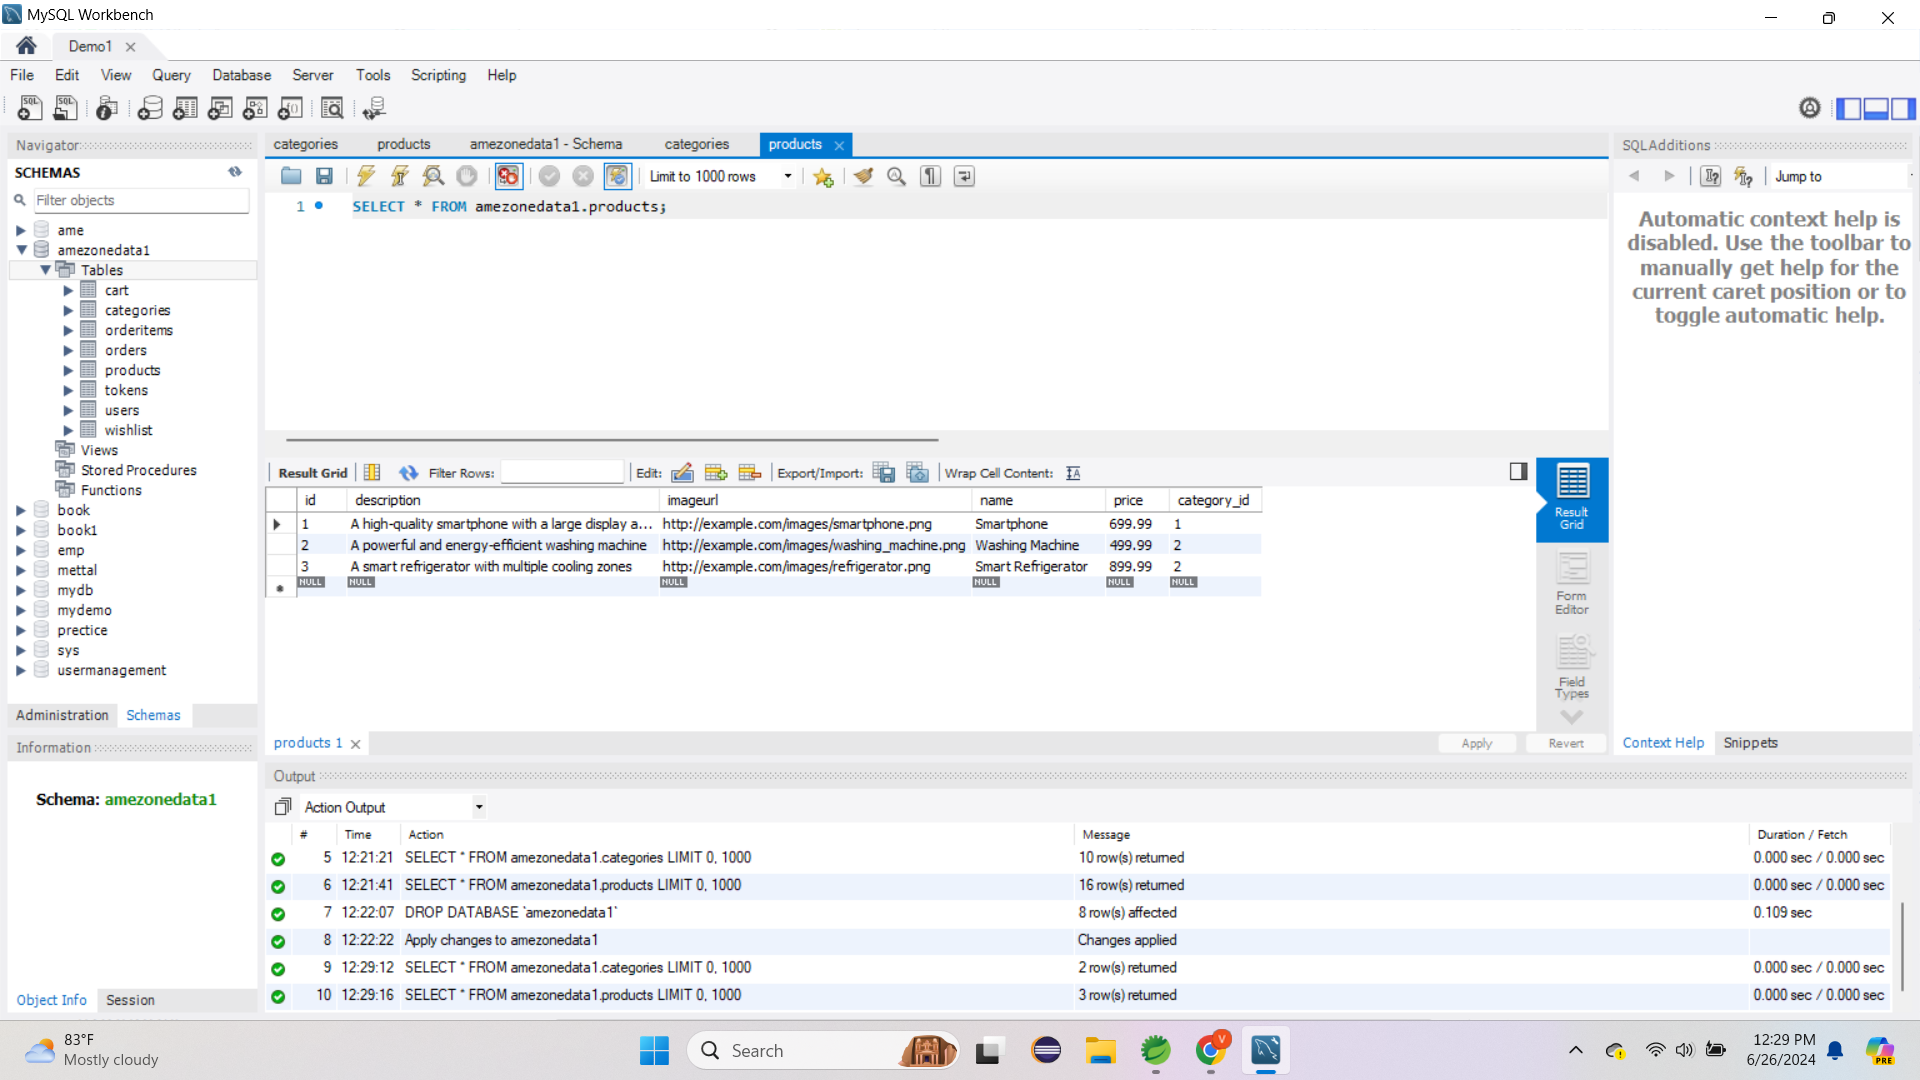 MySQL Workbench
Demo1
File Edit View Query Database Server Tools Scripting Help
Navigator
SCHEMAS
Filter objects
ame
amezonedata1
Tables
cart
categories
orderitems
orders
products
tokens
users
wishlist
Views
Stored Procedures
Functions
book
book1
emp
mettal
mydb
mydemo
prectice
sys
usermanagement
Administration Schemas
Information
Schema: amezonedata1
Object Info Session
categories products amezonedata1 - Schema categories products
Limit to 1000 rows
1 SELECT * FROM amezonedata1.products;
Result Grid Filter Rows: Edit: Export/Import: Wrap Cell Content:
id description imageurl name price category_id
1 A high-quality smartphone with a large display a... http://example.com/images/smartphone.png Smartphone 699.99 1
2 A powerful and energy-efficient washing machine http://example.com/images/washing_machine.png Washing Machine 499.99 2
3 A smart refrigerator with multiple cooling zones http://example.com/images/refrigerator.png Smart Refrigerator 899.99 2
NULL NULL NULL NULL NULL NULL
Result Grid
Form Editor
Field Types
products 1 Apply Revert
SQLAdditions
Jump to
Automatic context help is
disabled. Use the toolbar to
manually get help for the
current caret position or to
toggle automatic help.
Context Help Snippets
Output
Action Output
# Time Action Message Duration / Fetch
5 12:21:21 SELECT * FROM amezonedata1.categories LIMIT 0, 1000 10 row(s) returned 0.000 sec / 0.000 sec
6 12:21:41 SELECT * FROM amezonedata1.products LIMIT 0, 1000 16 row(s) returned 0.000 sec / 0.000 sec
7 12:22:07 DROP DATABASE `amezonedata1` 8 row(s) affected 0.109 sec
8 12:22:22 Apply changes to amezonedata1 Changes applied
9 12:29:12 SELECT * FROM amezonedata1.categories LIMIT 0, 1000 2 row(s) returned 0.000 sec / 0.000 sec
10 12:29:16 SELECT * FROM amezonedata1.products LIMIT 0, 1000 3 row(s) returned 0.000 sec / 0.000 sec
83°F
Mostly cloudy
Search
V
12:29 PM
6/26/2024
PRE